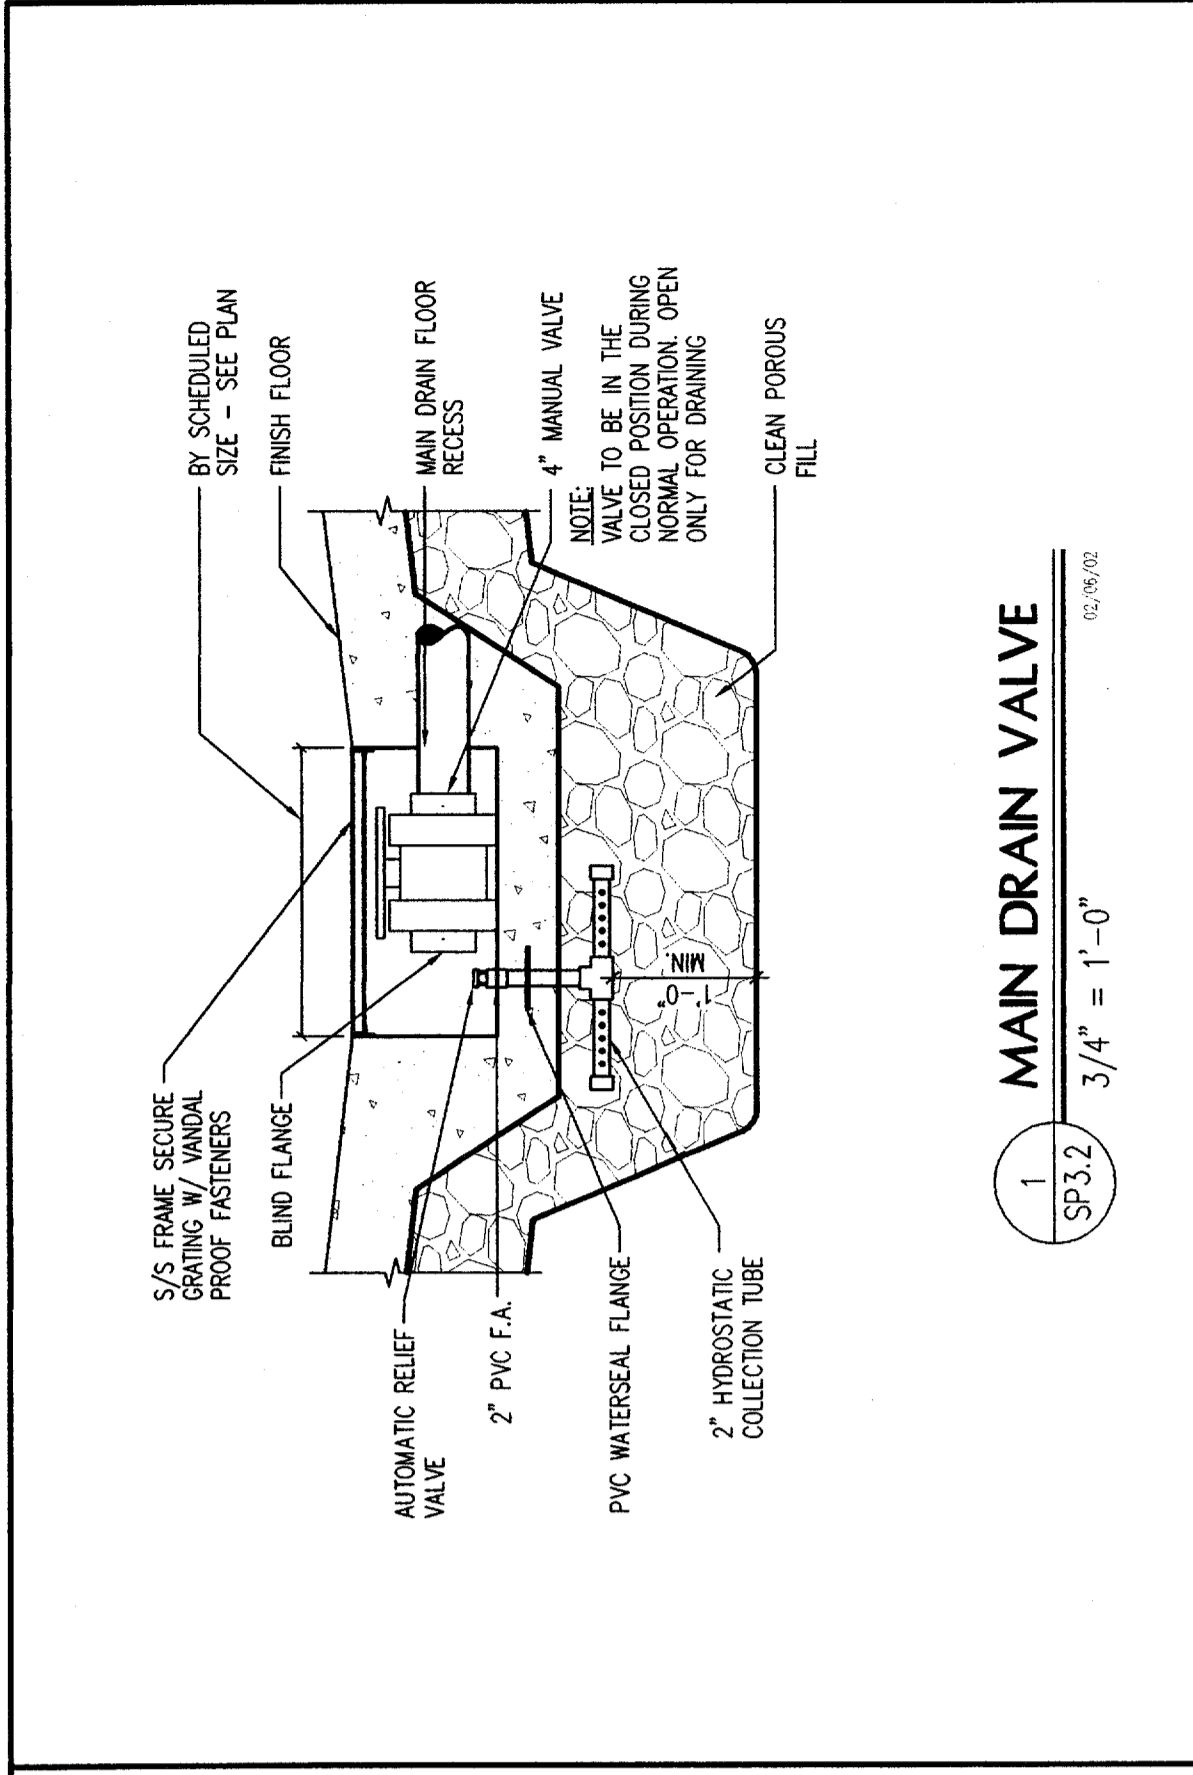 S/S FRAME SECURE
GRATING W/ VANDAL
PROOF FASTENERS
BLIND FLANGE
AUTOMATIC RELIEF
VALVE
2" PVC F.A.
PVC WATERSEAL FLANGE
2" HYDROSTATIC
COLLECTION TUBE
BY SCHEDULED
SIZE - SEE PLAN
FINISH FLOOR
MAIN DRAIN FLOOR
RECESS
4" MANUAL VALVE
NOTE:
VALVE TO BE IN THE
CLOSED POSITION DURING
NORMAL OPERATION. OPEN
ONLY FOR DRAINING
CLEAN POROUS
FILL
1'-0"
MIN.
1
SP3.2
MAIN DRAIN VALVE
3/4" = 1'-0"
02/06/02